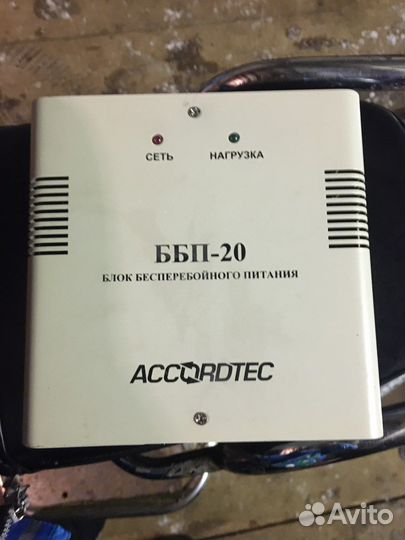 СЕТЬ НАГРУЗКА
ББП-20
БЛОК БЕСПЕРЕБОЙНОГО ПИТАНИЯ
ACCORDTEC
Avito